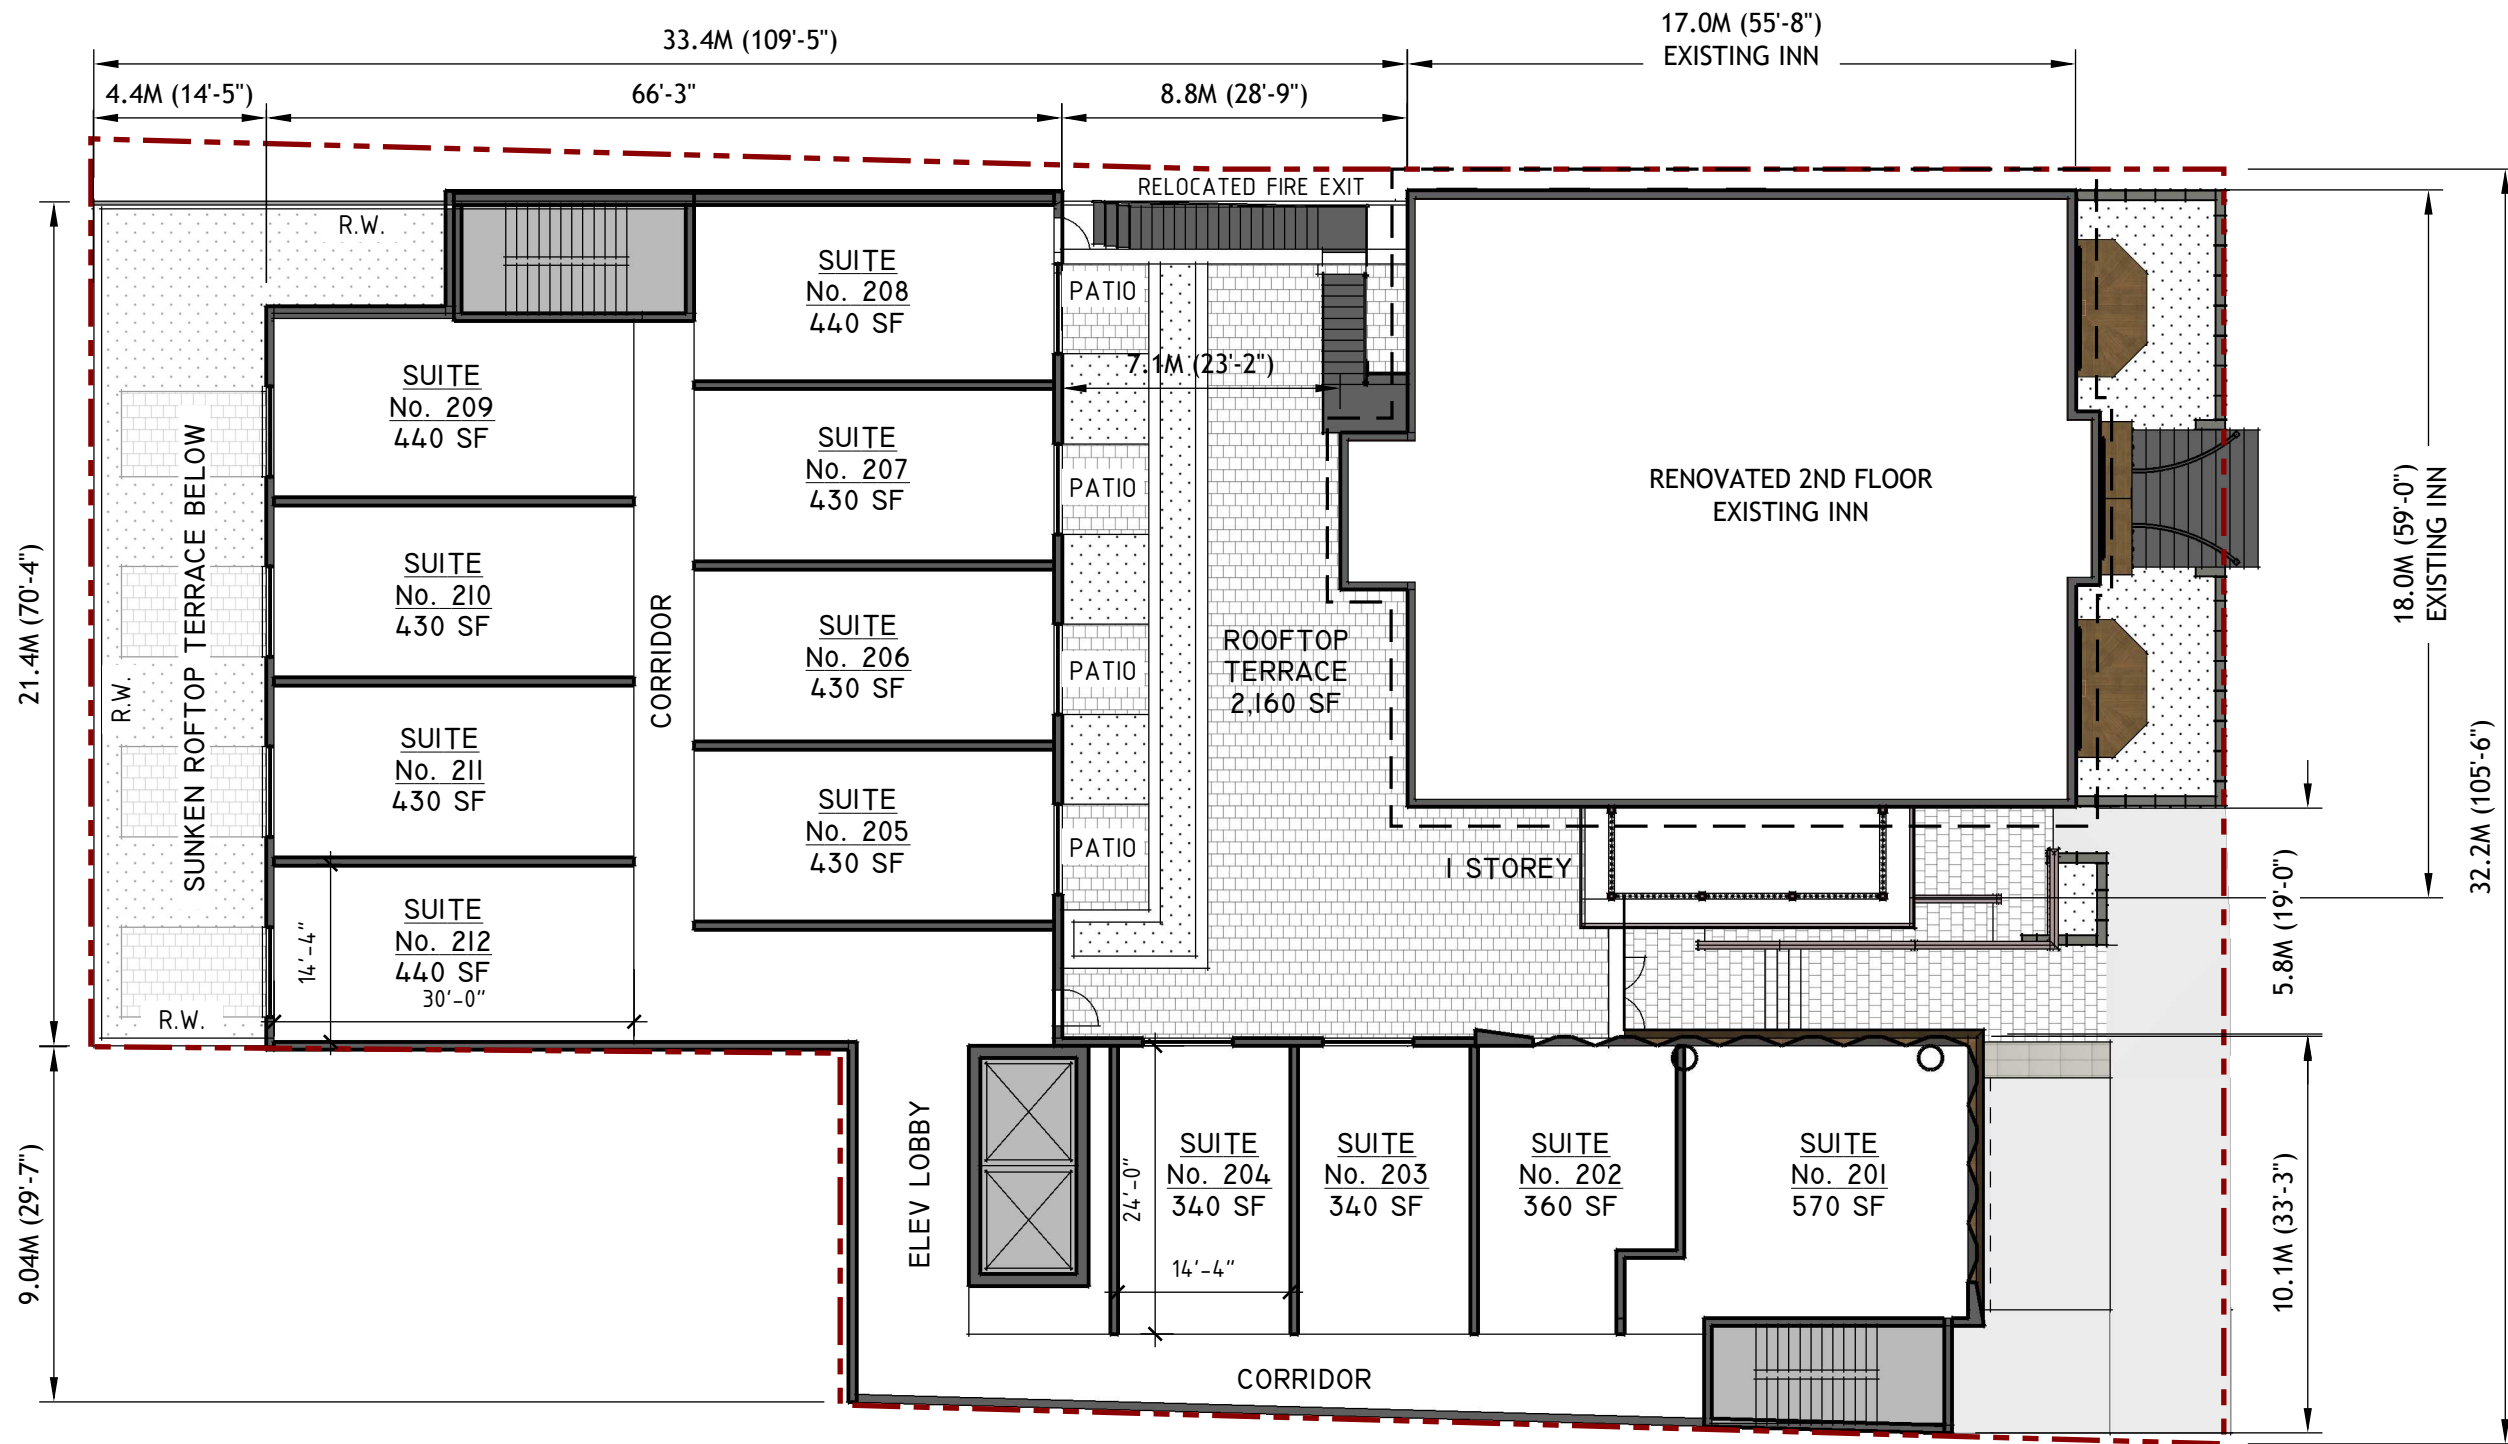 17.0M (55'-8")
EXISTING INN
33.4M (109'-5")
4.4M (14'-5")
66'-3"
8.8M (28'-9")
RELOCATED FIRE EXIT
R.W.
SUITE
No. 208
440 SF
PATIO
7.1M (23'-2")
SUITE
No. 209
440 SF
SUITE
No. 207
430 SF
PATIO
RENOVATED 2ND FLOOR
EXISTING INN
18.0M (59'-0")
EXISTING INN
SUNKEN ROFTOP TERRACE BELOW
21.4M (70'-4")
SUITE
No. 210
430 SF
CORRIDOR
SUITE
No. 206
430 SF
PATIO
ROOFTOP
TERRACE
2,160 SF
R.W.
SUITE
No. 211
430 SF
SUITE
No. 205
430 SF
PATIO
1 STOREY
32.2M (105'-6")
5.8M (19'-0")
SUITE
No. 212
440 SF
14'-4"
30'-0"
R.W.
ELEV LOBBY
9.04M (29'-7")
24'-0"
SUITE
No. 204
340 SF
14'-4"
SUITE
No. 203
340 SF
SUITE
No. 202
360 SF
SUITE
No. 201
570 SF
10.1M (33'-3")
CORRIDOR